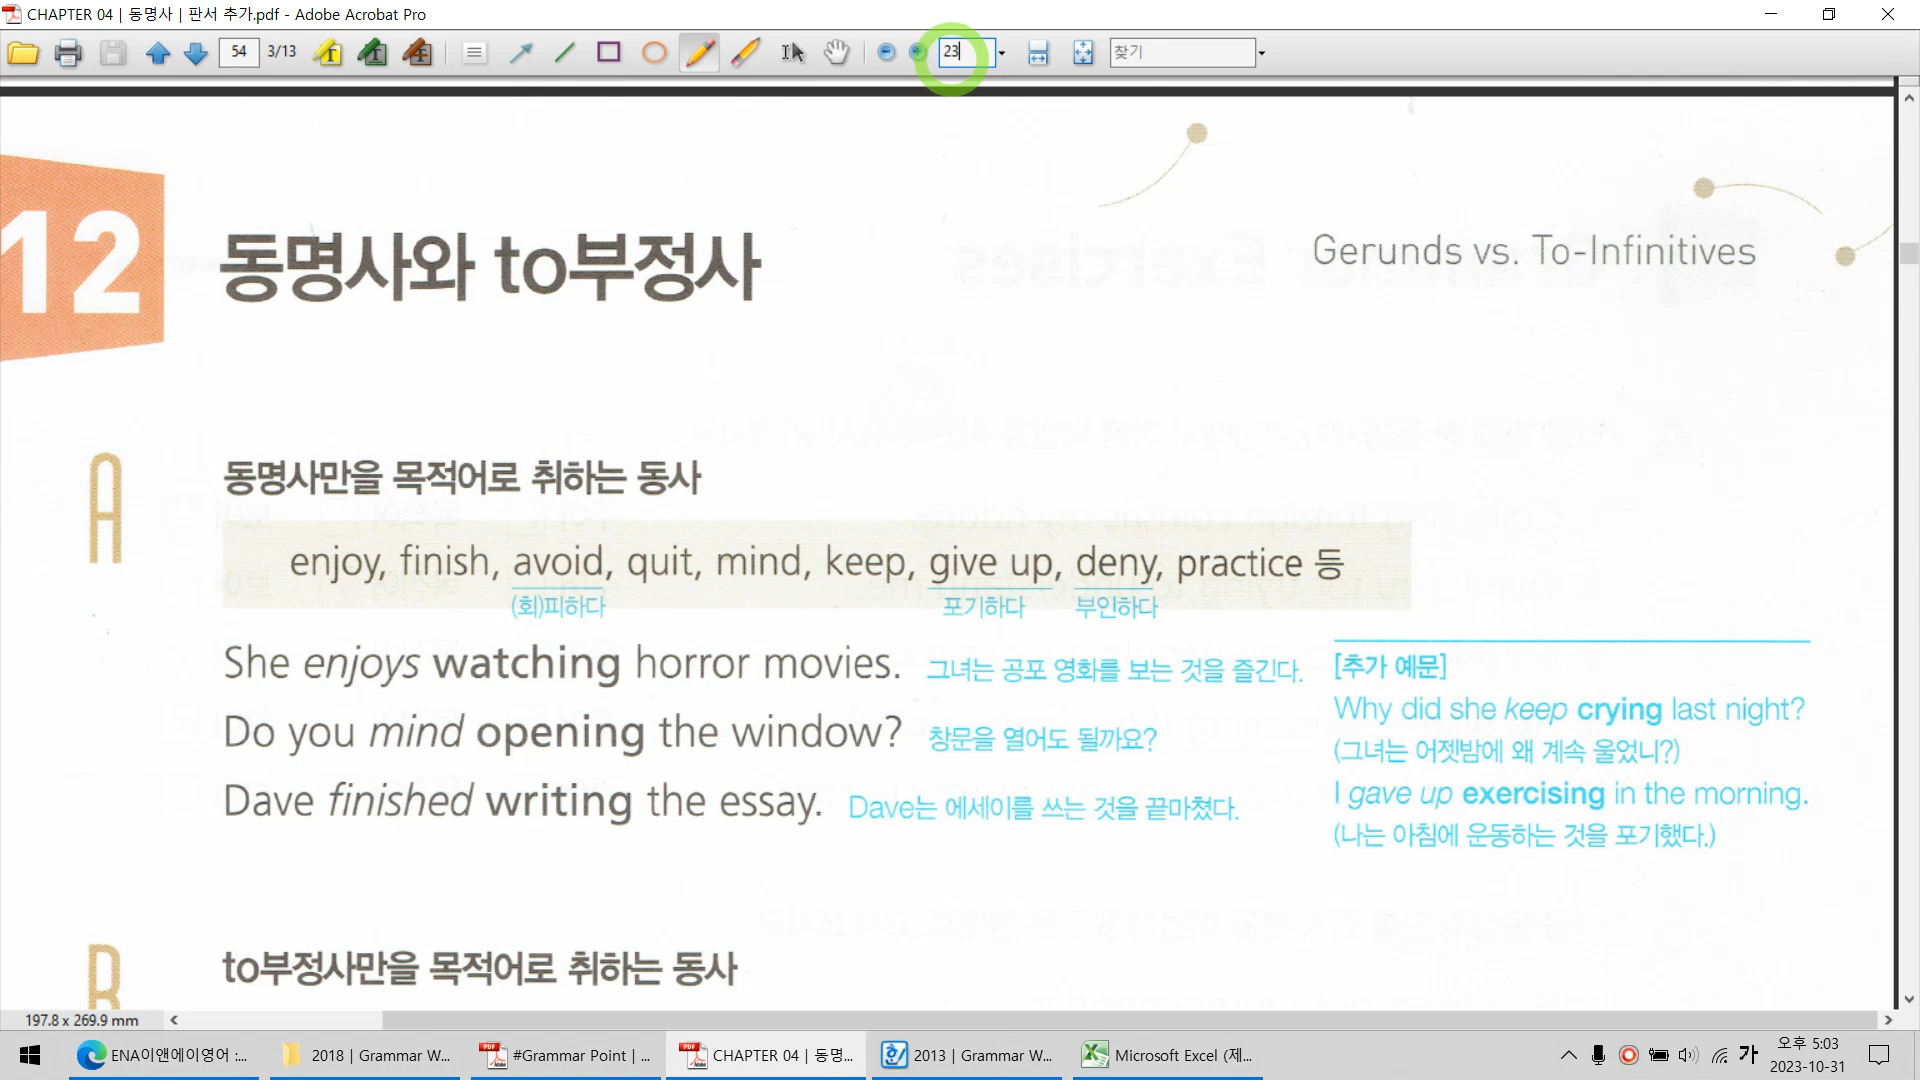 CHAPTER 04 | 동명사 | 판서 추가.pdf - Adobe Acrobat Pro
54 3/13 23 찾기
12 동명사와 to부정사 Gerunds vs. To-Infinitives
A 동명사만을 목적어로 취하는 동사
enjoy, finish, avoid, quit, mind, keep, give up, deny, practice 등
(회)피하다 포기하다 부인하다
She enjoys watching horror movies. 그녀는 공포 영화를 보는 것을 즐긴다.
Do you mind opening the window? 창문을 열어도 될까요?
Dave finished writing the essay. Dave는 에세이를 쓰는 것을 끝마쳤다.
[추가 예문]
Why did she keep crying last night?
(그녀는 어젯밤에 왜 계속 울었니?)
I gave up exercising in the morning.
(나는 아침에 운동하는 것을 포기했다.)
B to부정사만을 목적어로 취하는 동사
197.8 x 269.9 mm
ENA이앤에이영어 :... 2018 | Grammar W... #Grammar Point | ... CHAPTER 04 | 동명... 2013 | Grammar W... Microsoft Excel (제... 가 오후 5:03
2023-10-31